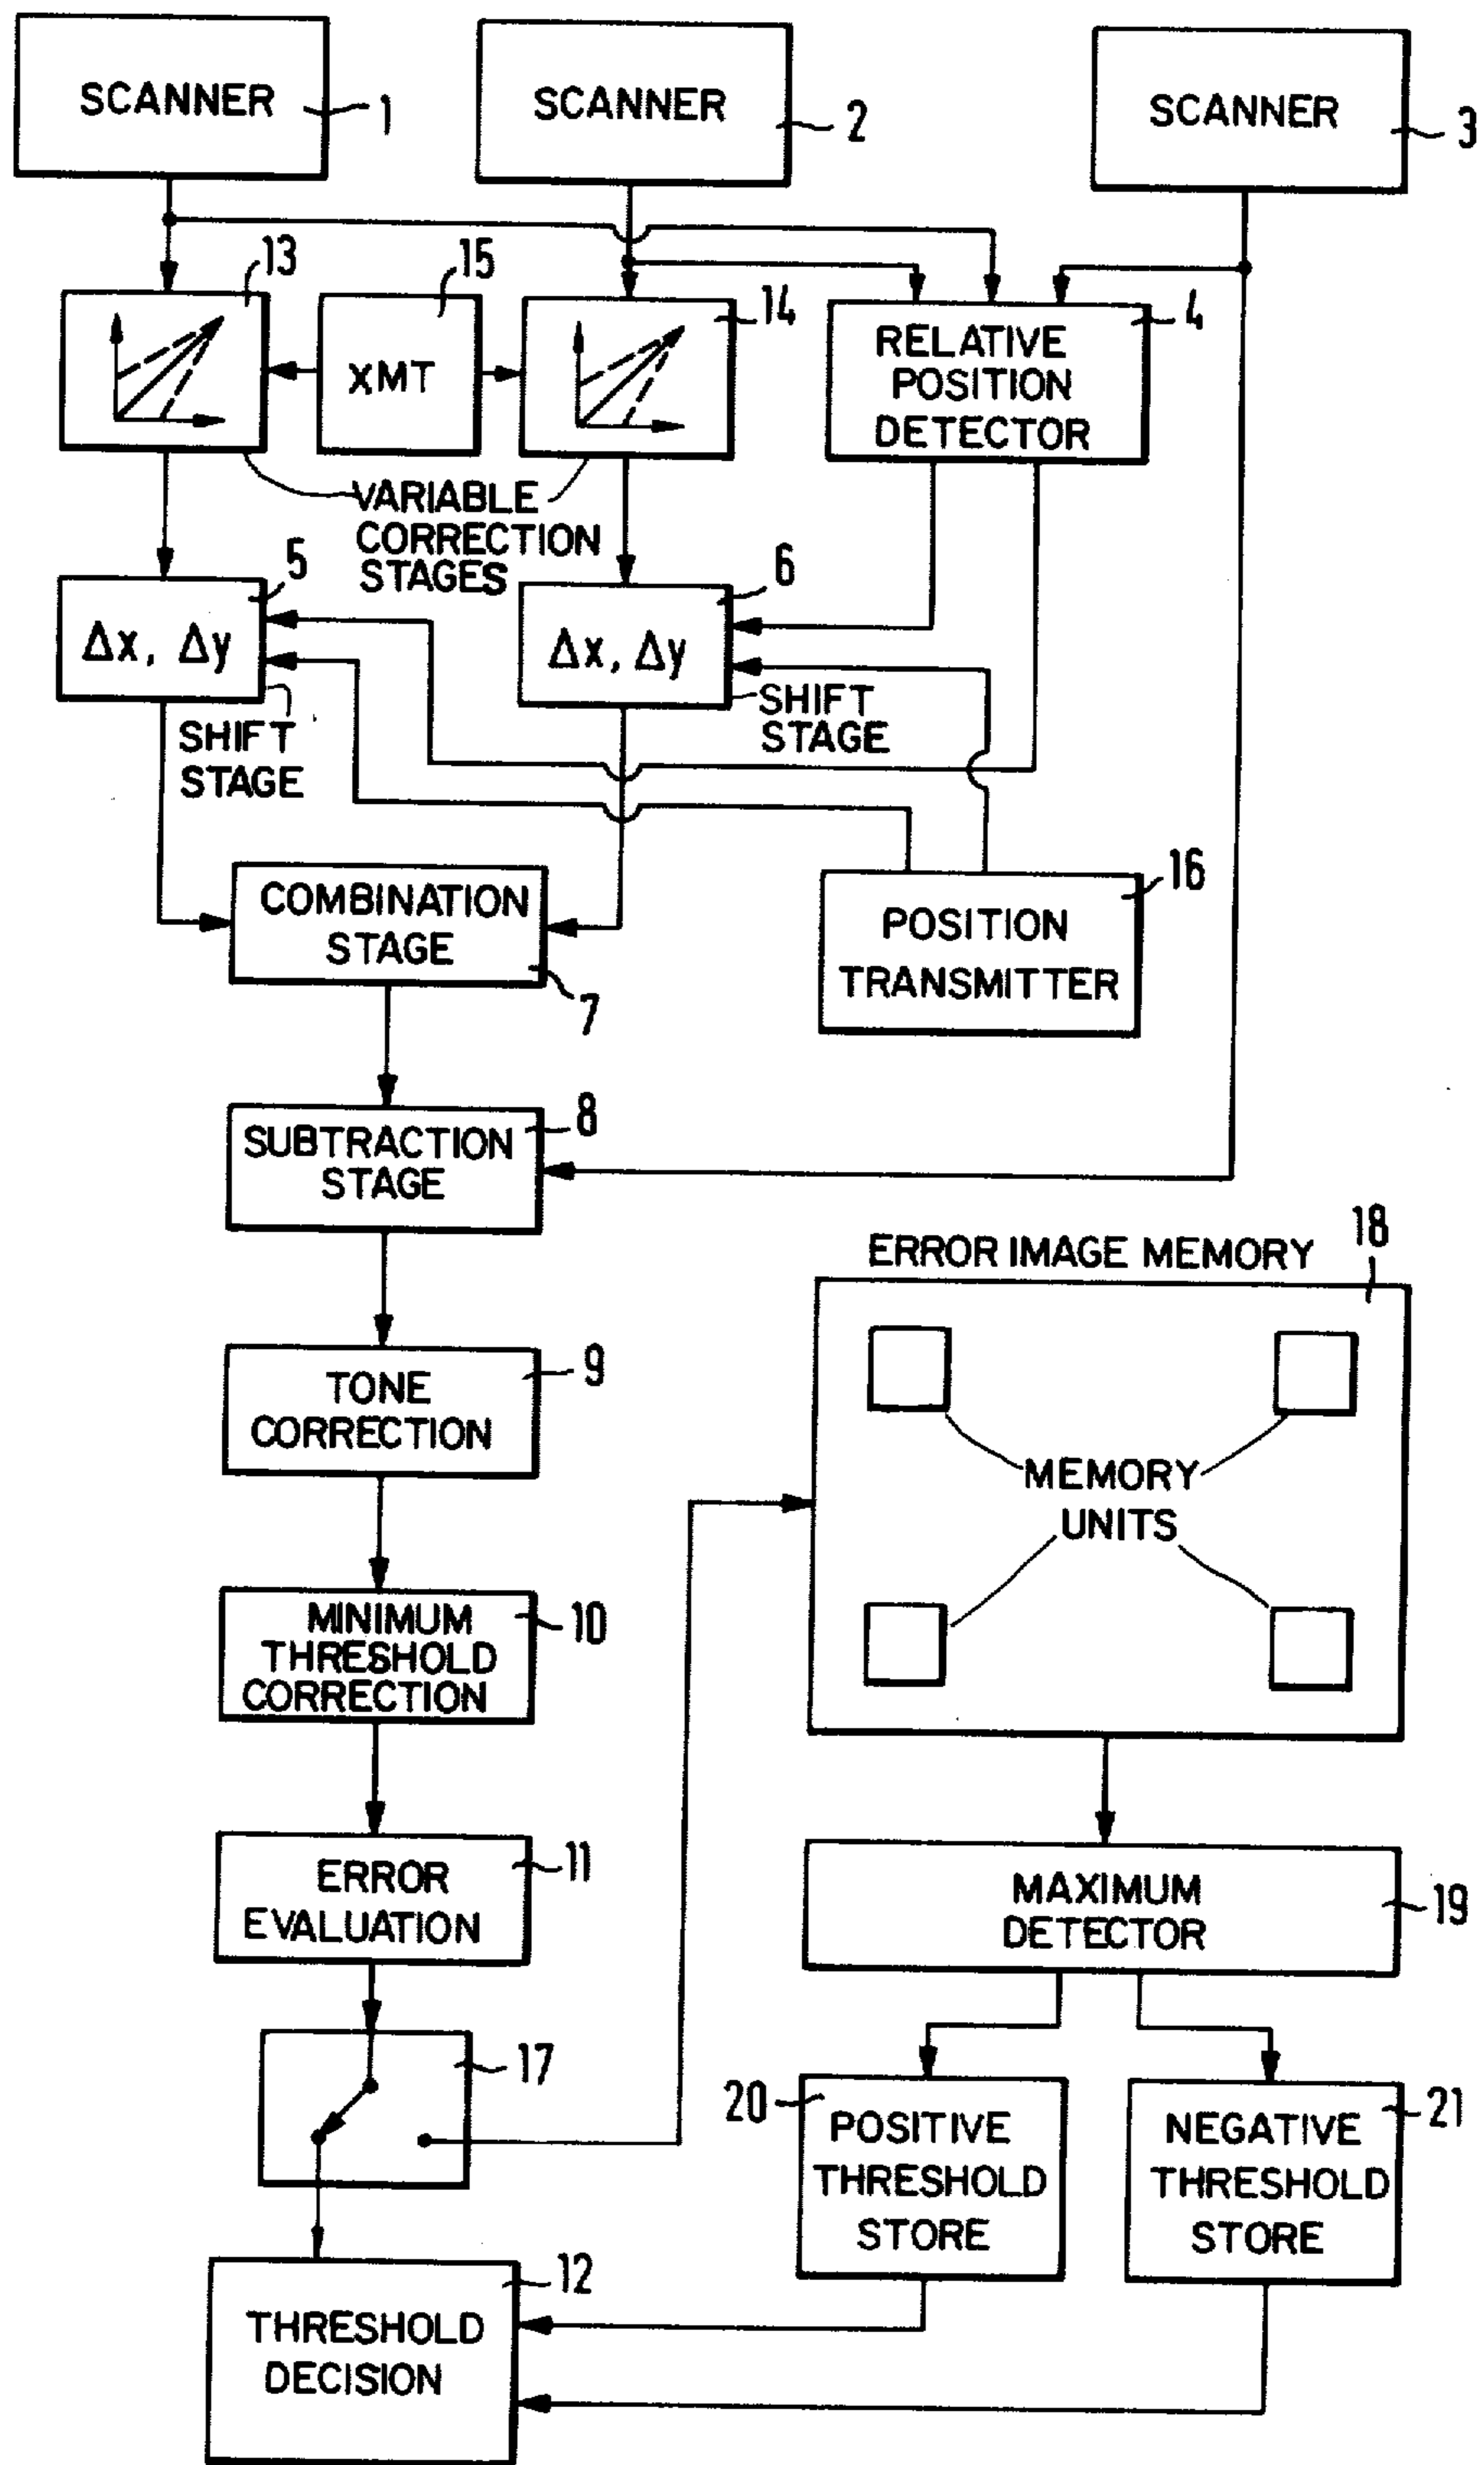 SCANNER
1
SCANNER
2
SCANNER
3
13
15
14
4
XMT
RELATIVE
POSITION
DETECTOR
VARIABLE
CORRECTION
STAGES
5
6
Δx, Δy
Δx, Δy
SHIFT
STAGE
SHIFT
STAGE
16
COMBINATION
STAGE
7
POSITION
TRANSMITTER
8
SUBTRACTION
STAGE
18
ERROR IMAGE MEMORY
9
TONE
CORRECTION
MEMORY
UNITS
10
MINIMUM
THRESHOLD
CORRECTION
11
ERROR
EVALUATION
MAXIMUM
DETECTOR
19
17
20
POSITIVE
THRESHOLD
STORE
21
NEGATIVE
THRESHOLD
STORE
12
THRESHOLD
DECISION